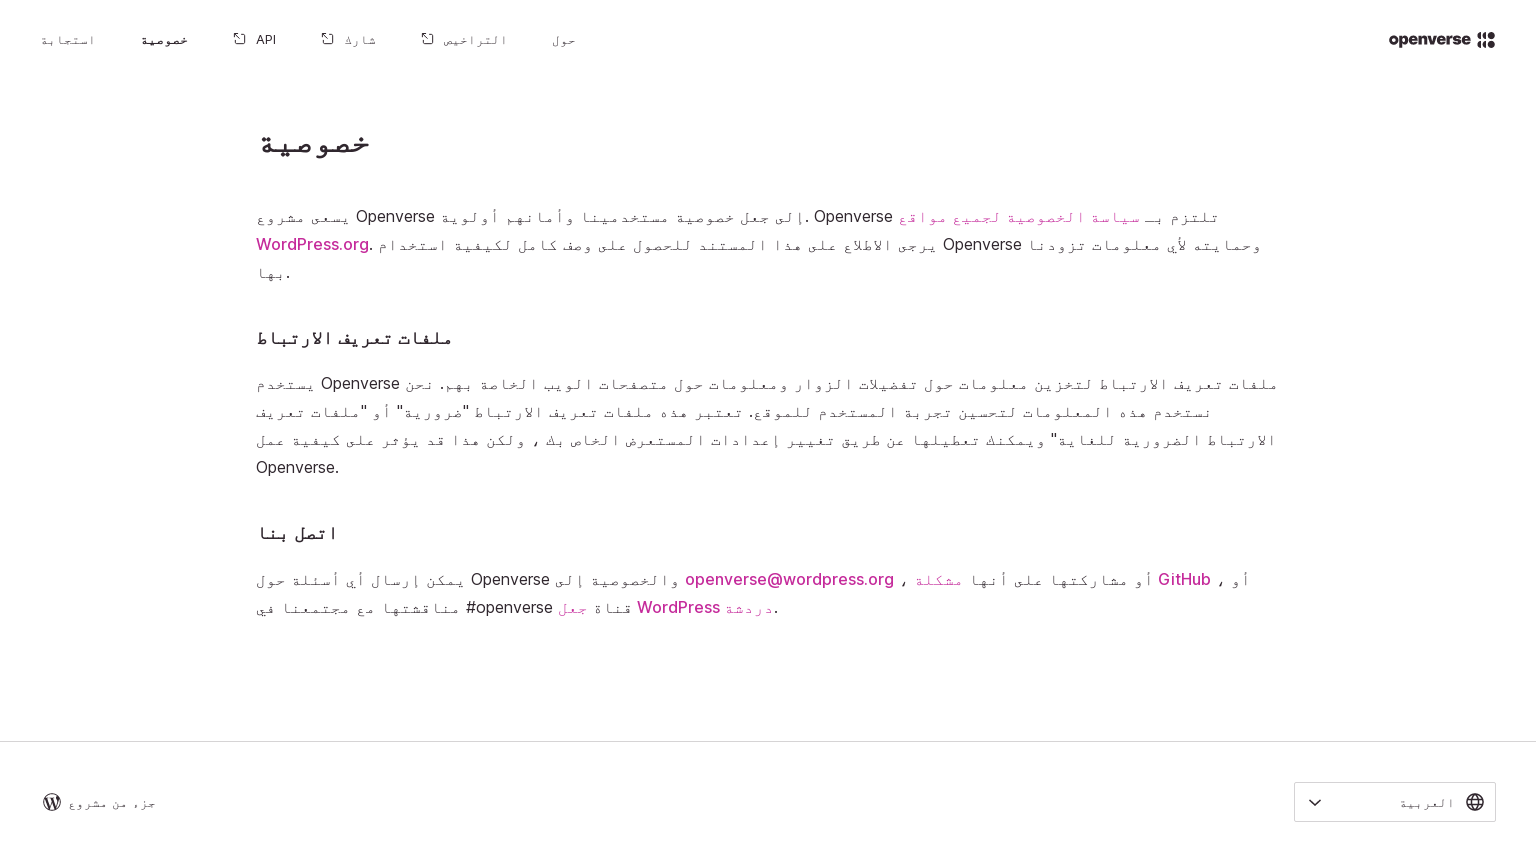 openverse
حول
التراخيص
شارك
API
خصوصية
استجابة
خصوصية
يسعى مشروع Openverse إلى جعل خصوصية مستخدمينا وأمانهم أولوية. Openverse تلتزم بـ سياسة الخصوصية لجميع مواقع
WordPress.org. يرجى الاطلاع على هذا المستند للحصول على وصف كامل لكيفية استخدام Openverse وحمايته لأي معلومات تزودنا
بها.
ملفات تعريف الارتباط
يستخدم Openverse ملفات تعريف الارتباط لتخزين معلومات حول تفضيلات الزوار ومعلومات حول متصفحات الويب الخاصة بهم. نحن
نستخدم هذه المعلومات لتحسين تجربة المستخدم للموقع. تعتبر هذه ملفات تعريف الارتباط "ضرورية" أو "ملفات تعريف
الارتباط الضرورية للغاية" ويمكنك تعطيلها عن طريق تغيير إعدادات المستعرض الخاص بك ، ولكن هذا قد يؤثر على كيفية عمل
Openverse.
اتصل بنا
يمكن إرسال أي أسئلة حول Openverse والخصوصية إلى openverse@wordpress.org ، أو مشاركتها على أنها مشكلة GitHub ، أو
مناقشتها مع مجتمعنا في #openverse قناة جعل WordPress دردشة.
العربية
جزء من مشروع